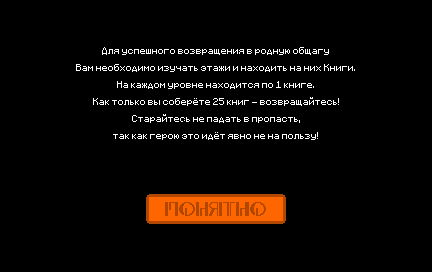 Для успешного возвращения в родную общагу
Вам необходимо изучать этажи и находить на них Книги.
На каждом уровне находится по 1 книге.
Как только вы соберёте 25 книг - возвращайтесь!
Старайтесь не падать в пропасть,
так как герою это идёт явно не на пользу!
ПОНЯТНО